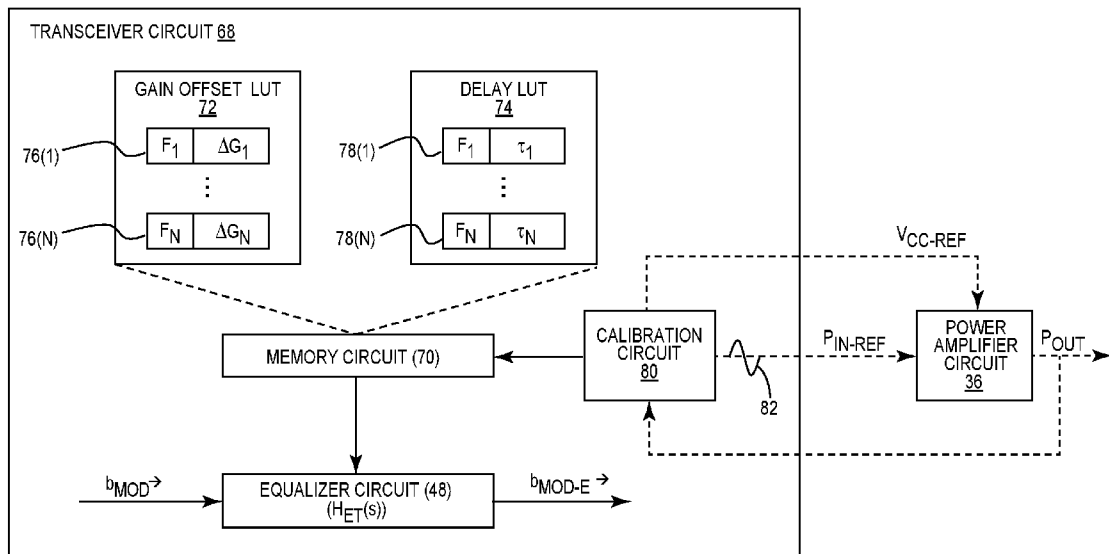 TRANSCEIVER CIRCUIT 68
GAIN OFFSET LUT
72
F1 ΔG1
⋮
FN ΔGN
76(1)
76(N)
DELAY LUT
74
F1 τ1
⋮
FN τN
78(1)
78(N)
VCC-REF
MEMORY CIRCUIT (70)
CALIBRATION
CIRCUIT
80
82
PIN-REF
POWER
AMPLIFIER
CIRCUIT
36
POUT
bMOD→
EQUALIZER CIRCUIT (48)
(HET(s))
bMOD-E→